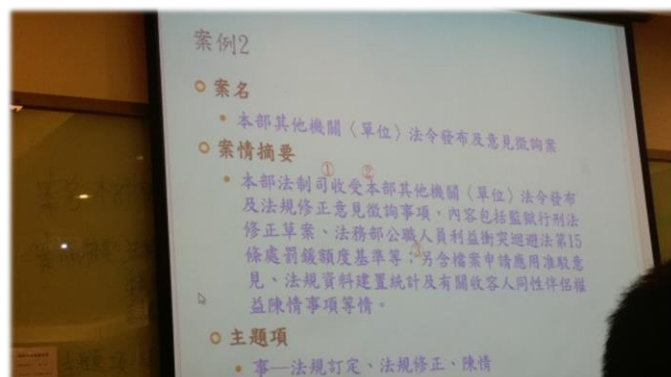 案例2
案名
• 本部其他機關〈單位〉法令發布及意見徵詢案
案情摘要
① ②
• 本部法制司收受本部其他機關〈單位〉法令發布
及法規修正意見徵詢事項，內容包括監獄行刑法
修正草案、法務部公職人員利益衝突迴避法第15
條處罰鍰額度基準等；另含檔案申請應用准駁意
見、法規資料建置統計及有關收容人同性伴侶權
益陳情事項等情。
主題項
• 事—法規訂定、法規修正、陳情